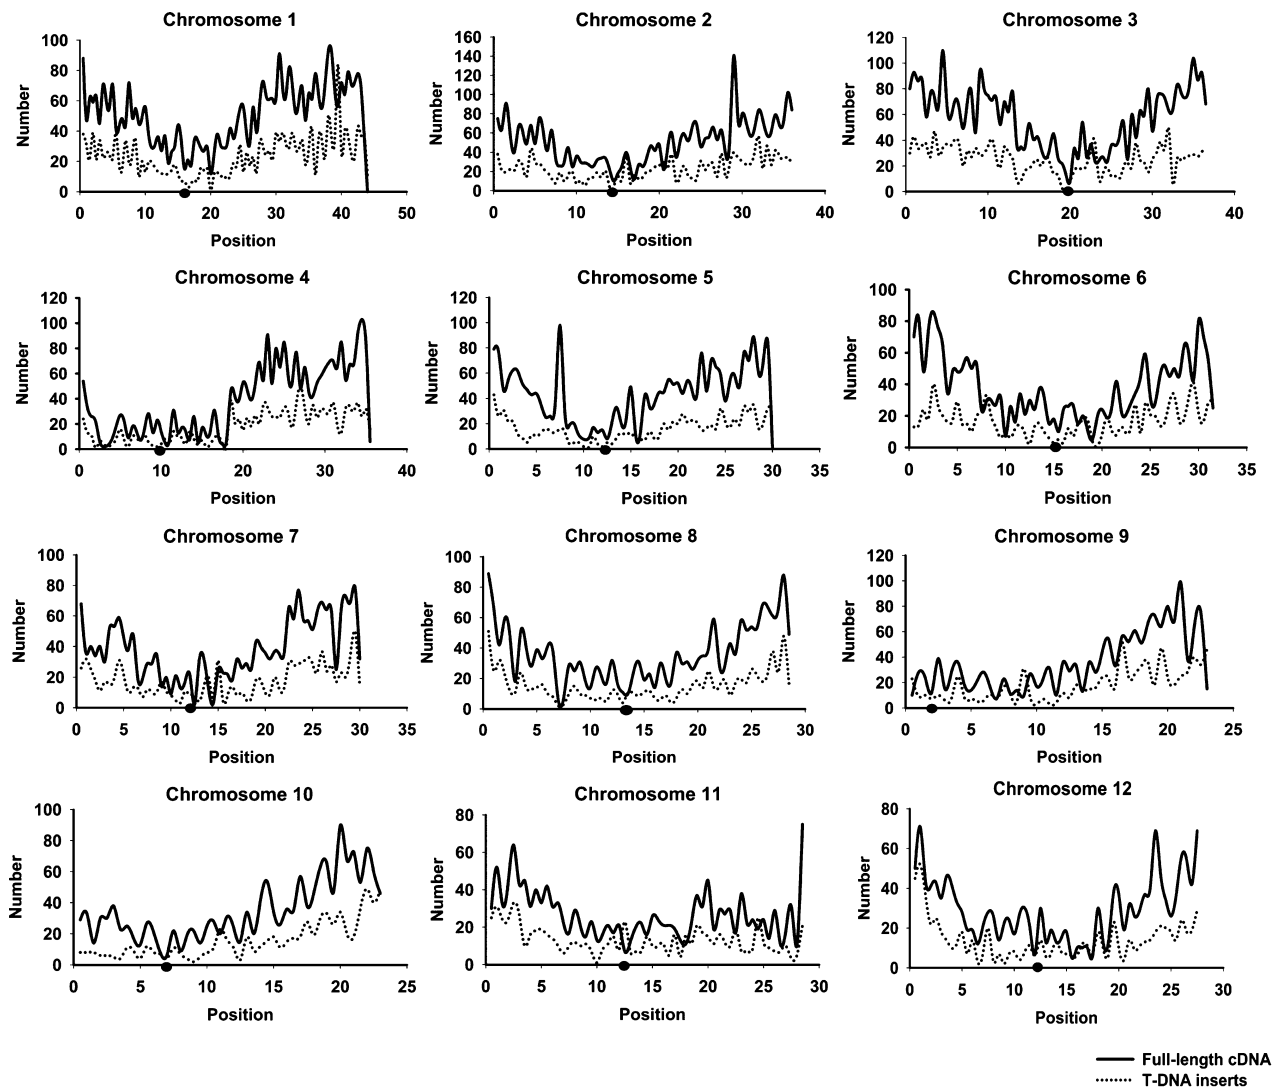 Chromosome 1
100
80
60
40
20
0
Number
0 10 20 30 40 50
Position
Chromosome 2
160
140
120
100
80
60
40
20
0
Number
0 10 20 30 40
Position
Chromosome 3
120
100
80
60
40
20
0
Number
0 10 20 30 40
Position
Chromosome 4
120
100
80
60
40
20
0
Number
0 10 20 30 40
Position
Chromosome 5
120
100
80
60
40
20
0
Number
0 5 10 15 20 25 30 35
Position
Chromosome 6
100
80
60
40
20
0
Number
0 5 10 15 20 25 30 35
Position
Chromosome 7
100
80
60
40
20
0
Number
0 5 10 15 20 25 30 35
Position
Chromosome 8
100
80
60
40
20
0
Number
0 5 10 15 20 25 30
Position
Chromosome 9
120
100
80
60
40
20
0
Number
0 5 10 15 20 25
Position
Chromosome 10
100
80
60
40
20
0
Number
0 5 10 15 20 25
Position
Chromosome 11
80
60
40
20
0
Number
0 5 10 15 20 25 30
Position
Chromosome 12
80
60
40
20
0
Number
0 5 10 15 20 25 30
Position
Full-length cDNA
T-DNA inserts